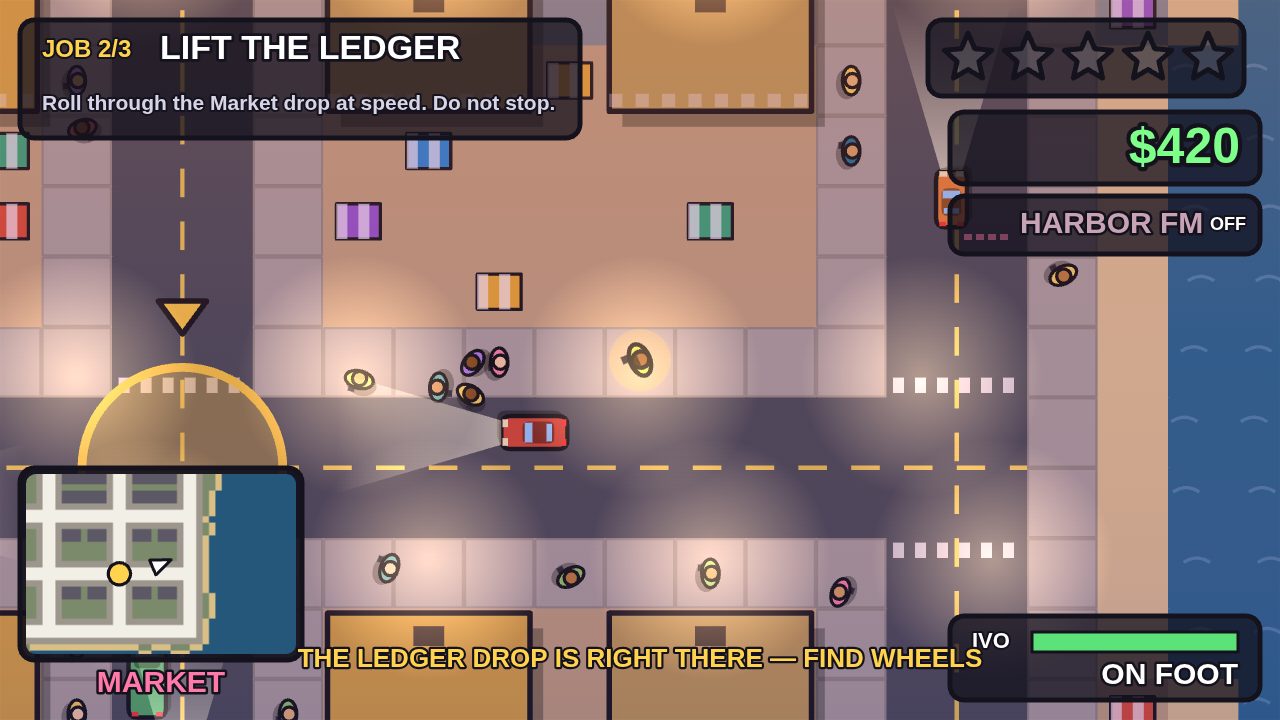 JOB 2/3 LIFT THE LEDGER
Roll through the Market drop at speed. Do not stop.
$420
HARBOR FM OFF
THE LEDGER DROP IS RIGHT THERE — FIND WHEELS
MARKET
IVO
ON FOOT